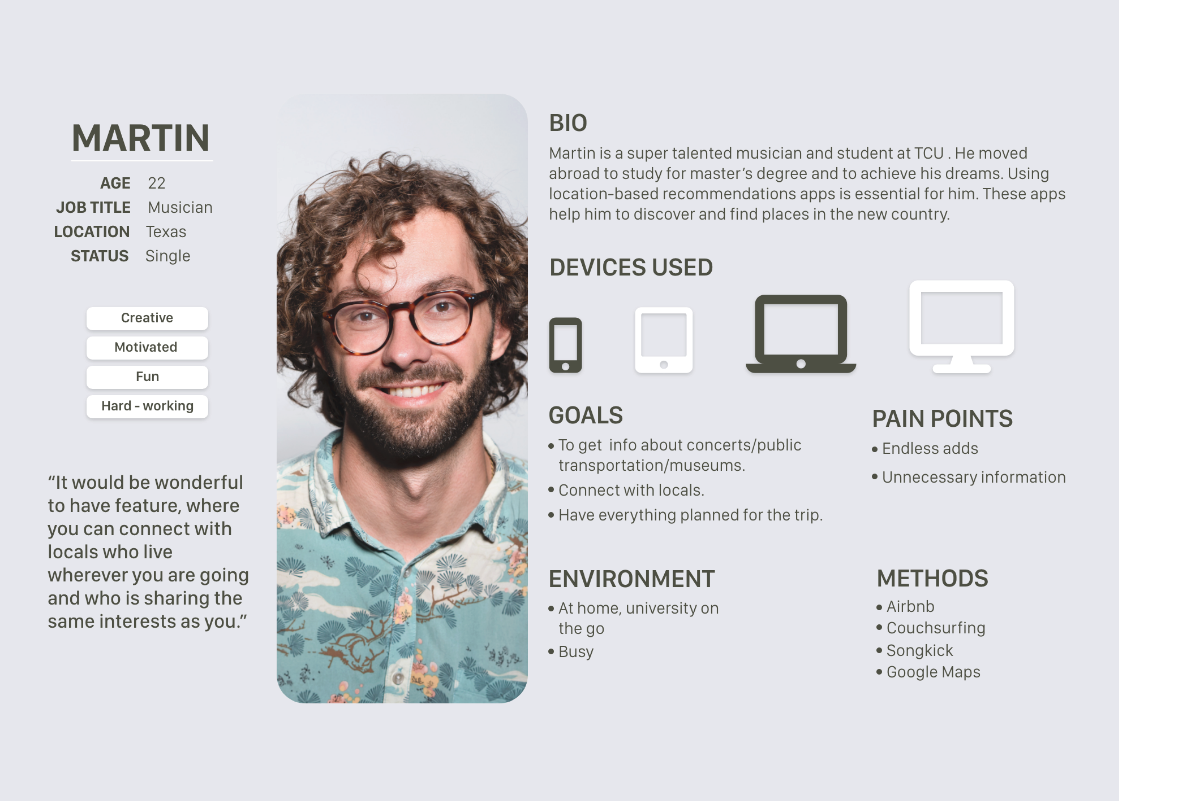 MARTIN
AGE 22
JOB TITLE Musician
LOCATION Texas
STATUS Single
Creative
Motivated
Fun
Hard - working
“It would be wonderful
to have feature, where
you can connect with
locals who live
wherever you are going
and who is sharing the
same interests as you.”
BIO
Martin is a super talented musician and student at TCU . He moved
abroad to study for master’s degree and to achieve his dreams. Using
location-based recommendations apps is essential for him. These apps
help him to discover and find places in the new country.
DEVICES USED
GOALS
• To get info about concerts/public
transportation/museums.
• Connect with locals.
• Have everything planned for the trip.
PAIN POINTS
• Endless adds
• Unnecessary information
ENVIRONMENT
• At home, university on
the go
• Busy
METHODS
• Airbnb
• Couchsurfing
• Songkick
• Google Maps